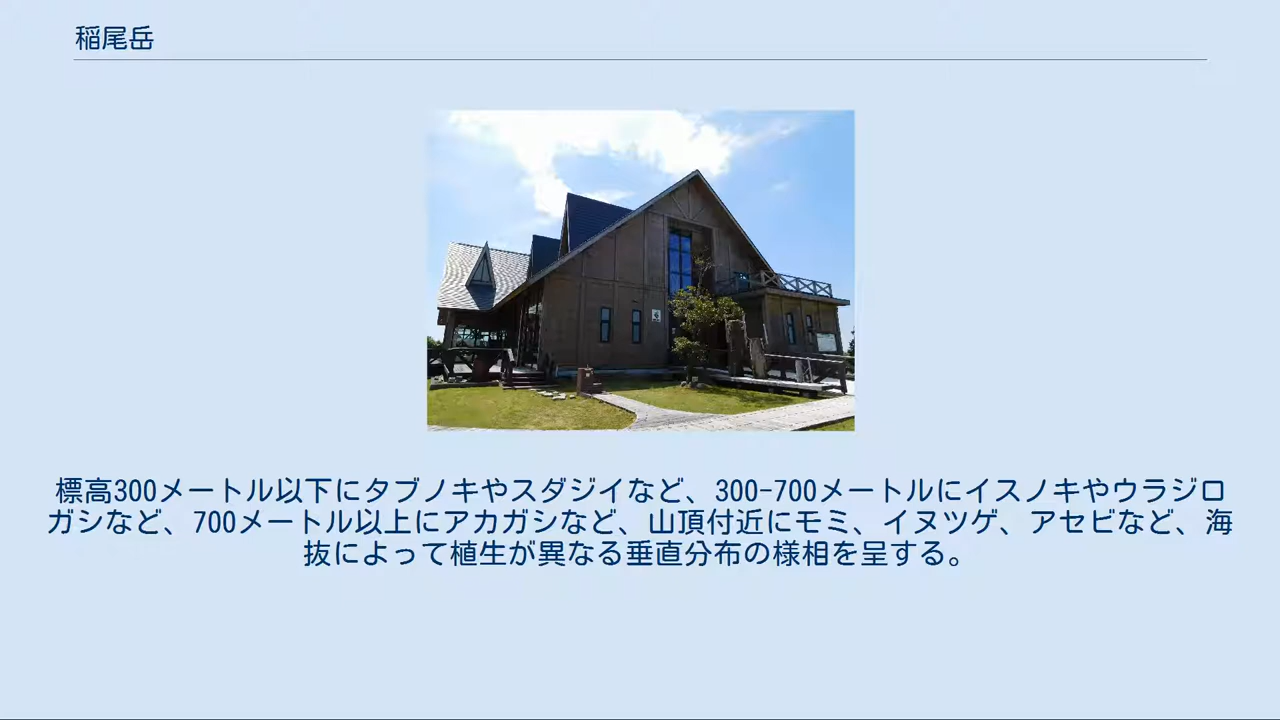 稲尾岳
標高300メートル以下にタブノキやスダジイなど、300-700メートルにイスノキやウラジロ
ガシなど、700メートル以上にアカガシなど、山頂付近にモミ、イヌツゲ、アセビなど、海
抜によって植生が異なる垂直分布の様相を呈する。